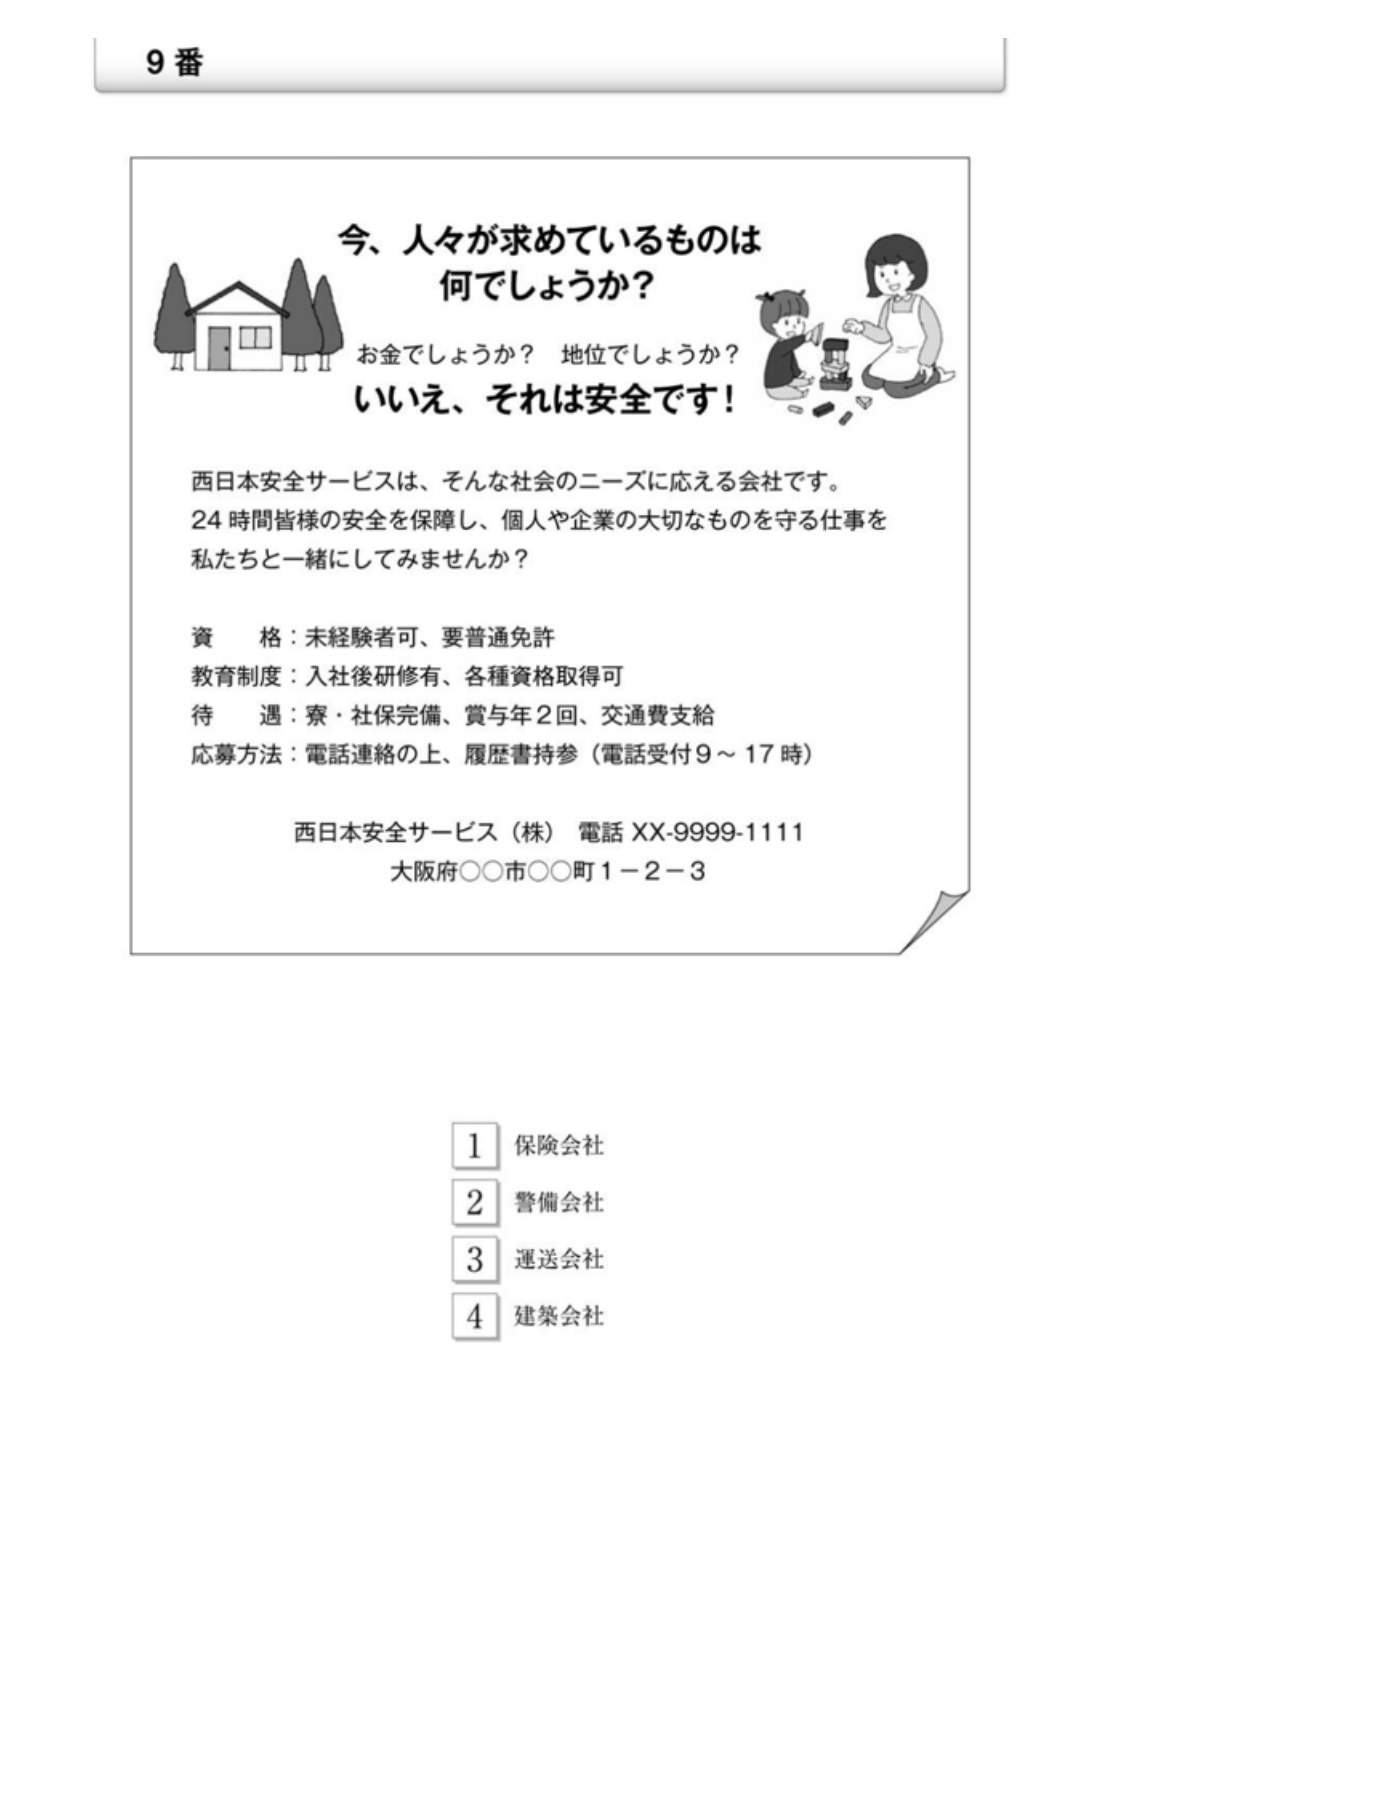 9 番
今、人々が求めているものは
何でしょうか？
お金でしょうか？　地位でしょうか？
いいえ、それは安全です！
西日本安全サービスは、そんな社会のニーズに応える会社です。
24 時間皆様の安全を保障し、個人や企業の大切なものを守る仕事を
私たちと一緒にしてみませんか？
資　　格：未経験者可、要普通免許
教育制度：入社後研修有、各種資格取得可
待　　遇：寮・社保完備、賞与年２回、交通費支給
応募方法：電話連絡の上、履歴書持参（電話受付９～ 17 時）
西日本安全サービス（株）　電話 XX-9999-1111
大阪府○○市○○町１－２－３
1 保険会社
2 警備会社
3 運送会社
4 建築会社